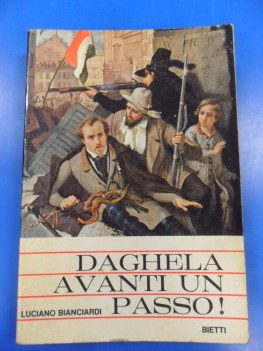 DAGHELA
AVANTI UN
PASSO!
LUCIANO BIANCIARDI
BIETTI